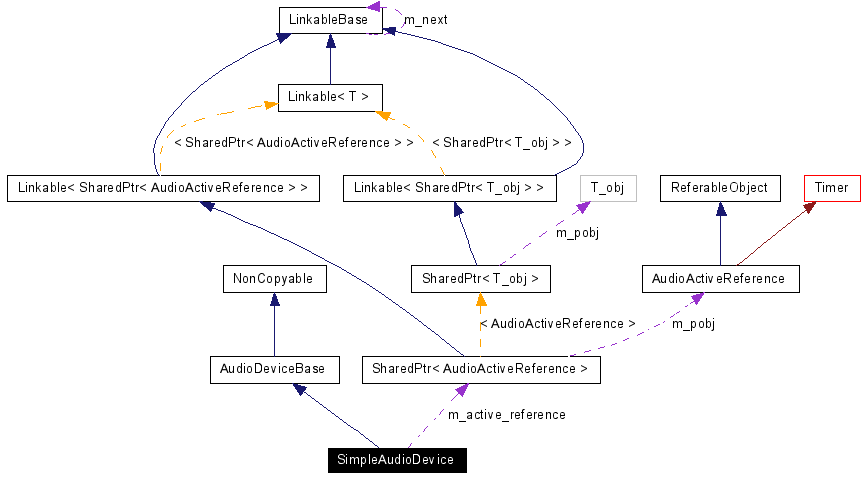 LinkableBase
m_next
Linkable< T >
< SharedPtr< AudioActiveReference > >
< SharedPtr< T_obj > >
Linkable< SharedPtr< AudioActiveReference > >
Linkable< SharedPtr< T_obj > >
T_obj
ReferableObject
Timer
m_pobj
NonCopyable
SharedPtr< T_obj >
AudioActiveReference
< AudioActiveReference >
m_pobj
AudioDeviceBase
SharedPtr< AudioActiveReference >
m_active_reference
SimpleAudioDevice